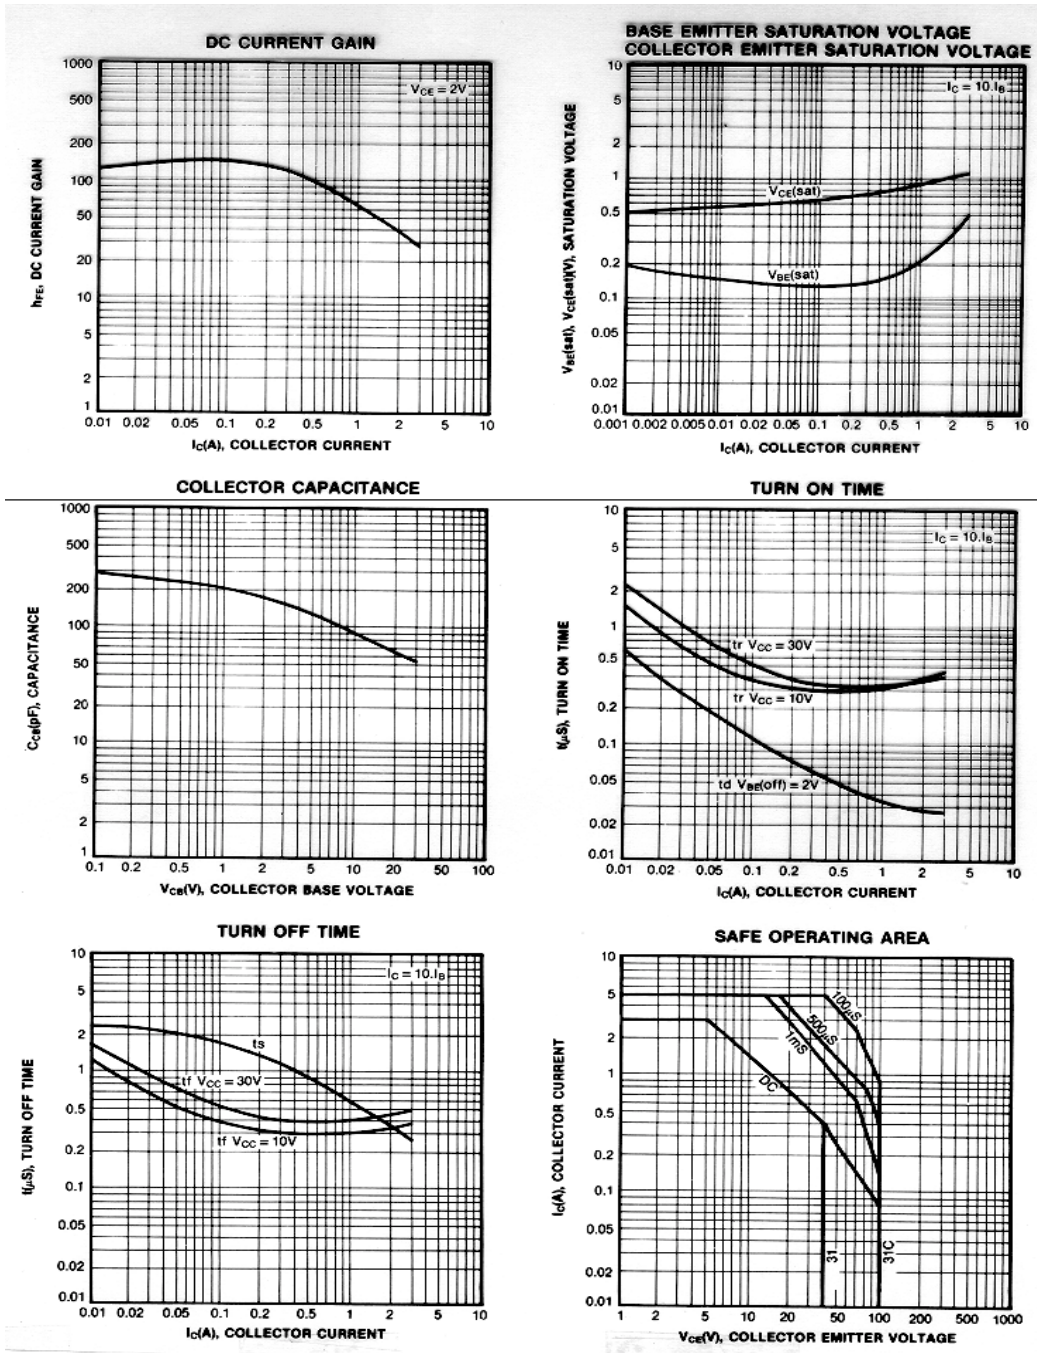 DC CURRENT GAIN
1000
500
200
100
50
20
10
5
2
1
hFE, DC CURRENT GAIN
VCE = 2V
0.01 0.02 0.05 0.1 0.2 0.5 1 2 5 10
IC(A), COLLECTOR CURRENT
BASE EMITTER SATURATION VOLTAGE
COLLECTOR EMITTER SATURATION VOLTAGE
10
5
2
1
0.5
0.2
0.1
0.05
0.02
0.01
VBE(sat), VCE(sat)(V), SATURATION VOLTAGE
IC = 10.IB
VCE(sat)
VBE(sat)
0.001 0.002 0.005 0.01 0.02 0.05 0.1 0.2 0.5 1 2 5 10
IC(A), COLLECTOR CURRENT
COLLECTOR CAPACITANCE
1000
500
200
100
50
20
10
5
2
1
CCB(pF), CAPACITANCE
0.1 0.2 0.5 1 2 5 10 20 50 100
VCB(V), COLLECTOR BASE VOLTAGE
TURN ON TIME
10
5
2
1
0.5
0.2
0.1
0.05
0.02
0.01
t(μS), TURN ON TIME
IC = 10.IB
tr VCC = 30V
tr VCC = 10V
td VBE(off) = 2V
0.01 0.02 0.05 0.1 0.2 0.5 1 2 5 10
IC(A), COLLECTOR CURRENT
TURN OFF TIME
10
5
2
1
0.5
0.2
0.1
0.05
0.02
0.01
t(μS), TURN OFF TIME
IC = 10.IB
ts
tf VCC = 30V
tf VCC = 10V
0.01 0.02 0.05 0.1 0.2 0.5 1 2 5 10
IC(A), COLLECTOR CURRENT
SAFE OPERATING AREA
10
5
2
1
0.5
0.2
0.1
0.05
0.02
0.01
IC(A), COLLECTOR CURRENT
100μS
500μS
1mS
DC
31
31C
1 2 5 10 20 50 100 200 500 1000
VCE(V), COLLECTOR EMITTER VOLTAGE